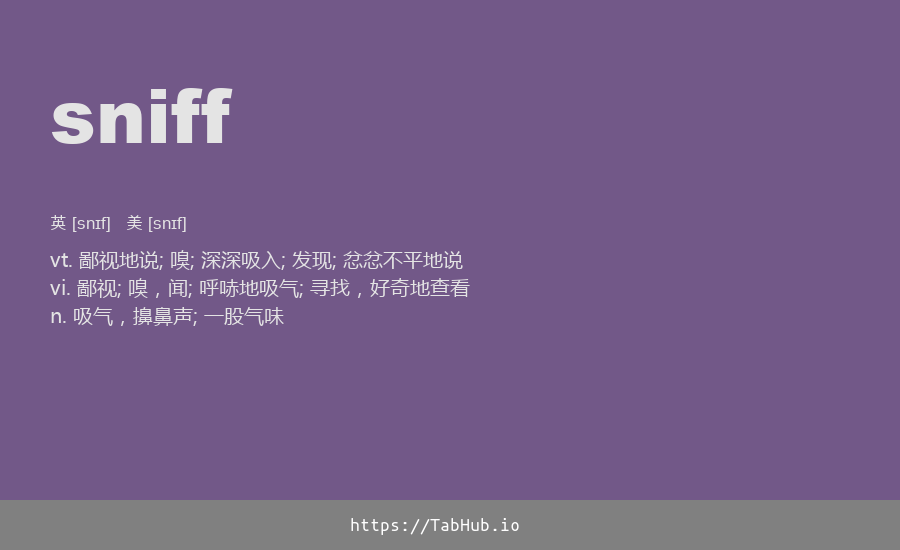 sniff
英 [snɪf] 美 [snɪf]
vt. 鄙视地说; 嗅; 深深吸入; 发现; 忿忿不平地说
vi. 鄙视; 嗅，闻; 呼哧地吸气; 寻找，好奇地查看
n. 吸气，擤鼻声; 一股气味
https://TabHub.io